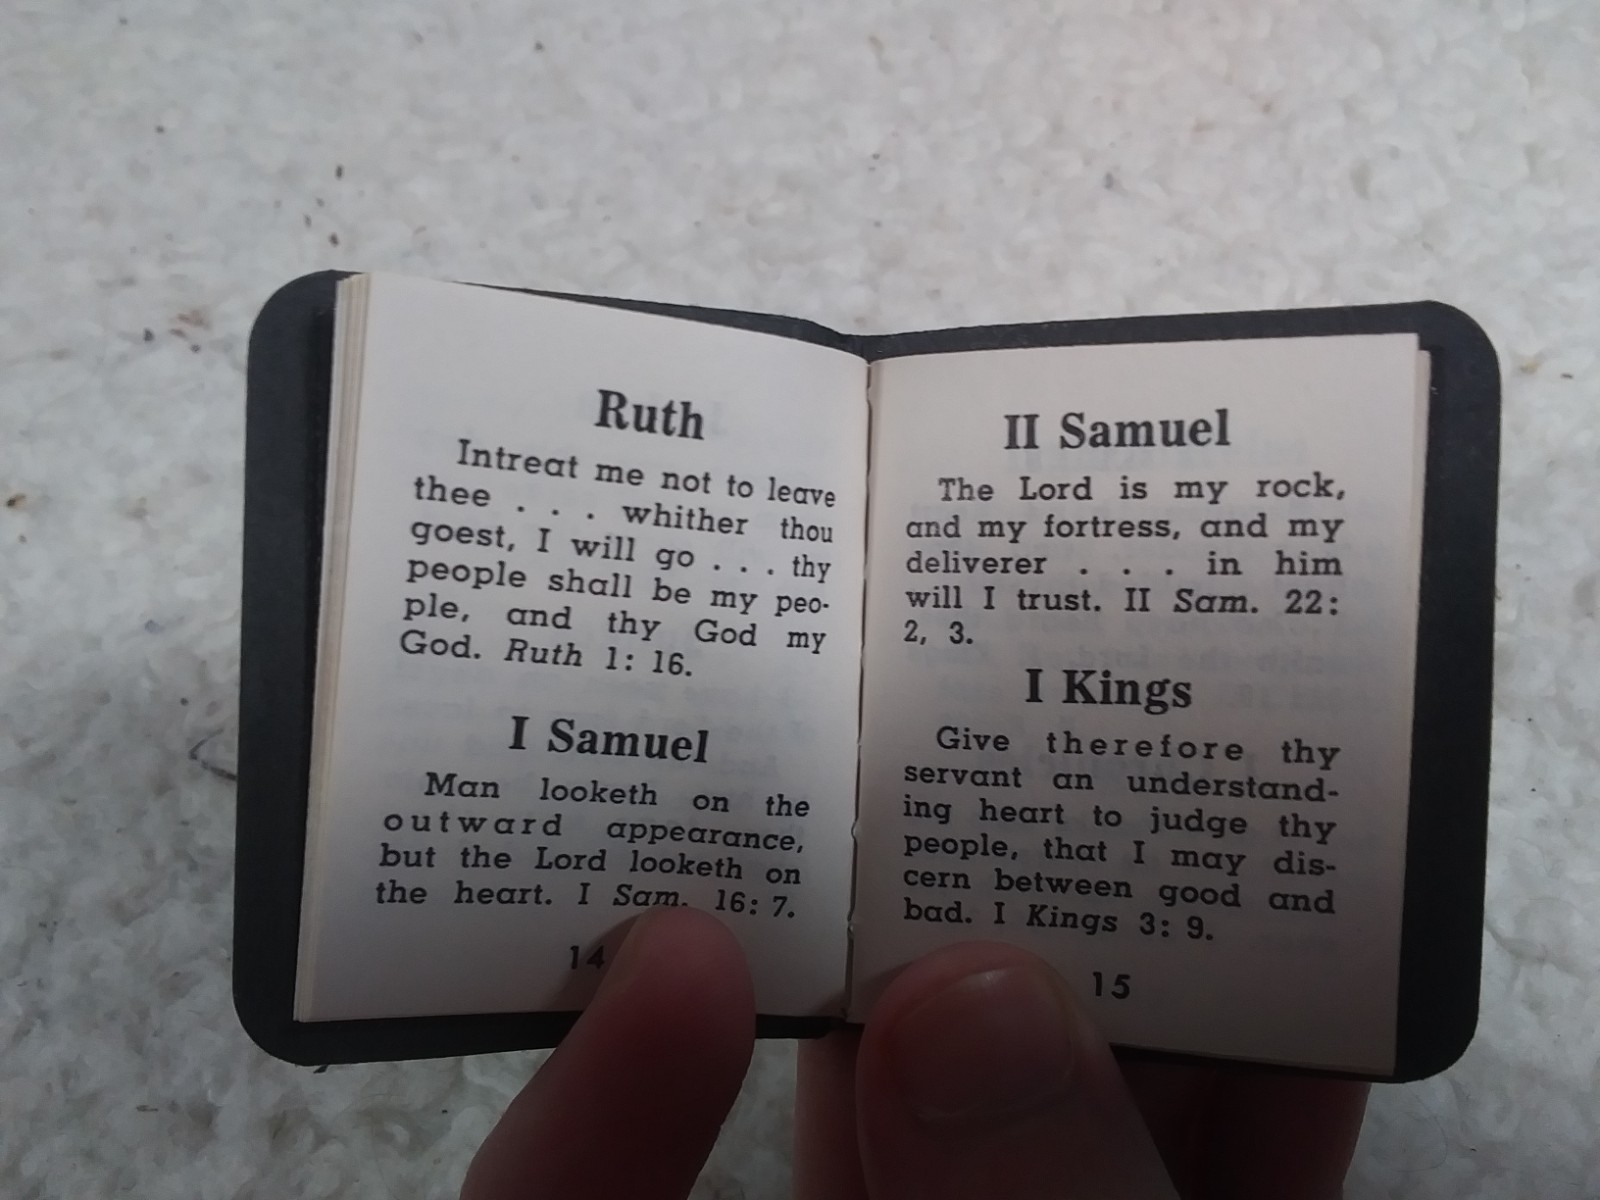 Ruth
Intreat me not to leave
thee . . . whither thou
goest, I will go . . . thy
people shall be my peo-
ple, and thy God my
God. Ruth 1: 16.
I Samuel
Man looketh on the
outward appearance,
but the Lord looketh on
the heart. I Sam. 16: 7.
14
II Samuel
The Lord is my rock,
and my fortress, and my
deliverer . . . in him
will I trust. II Sam. 22:
2, 3.
I Kings
Give therefore thy
servant an understand-
ing heart to judge thy
people, that I may dis-
cern between good and
bad. I Kings 3: 9.
15